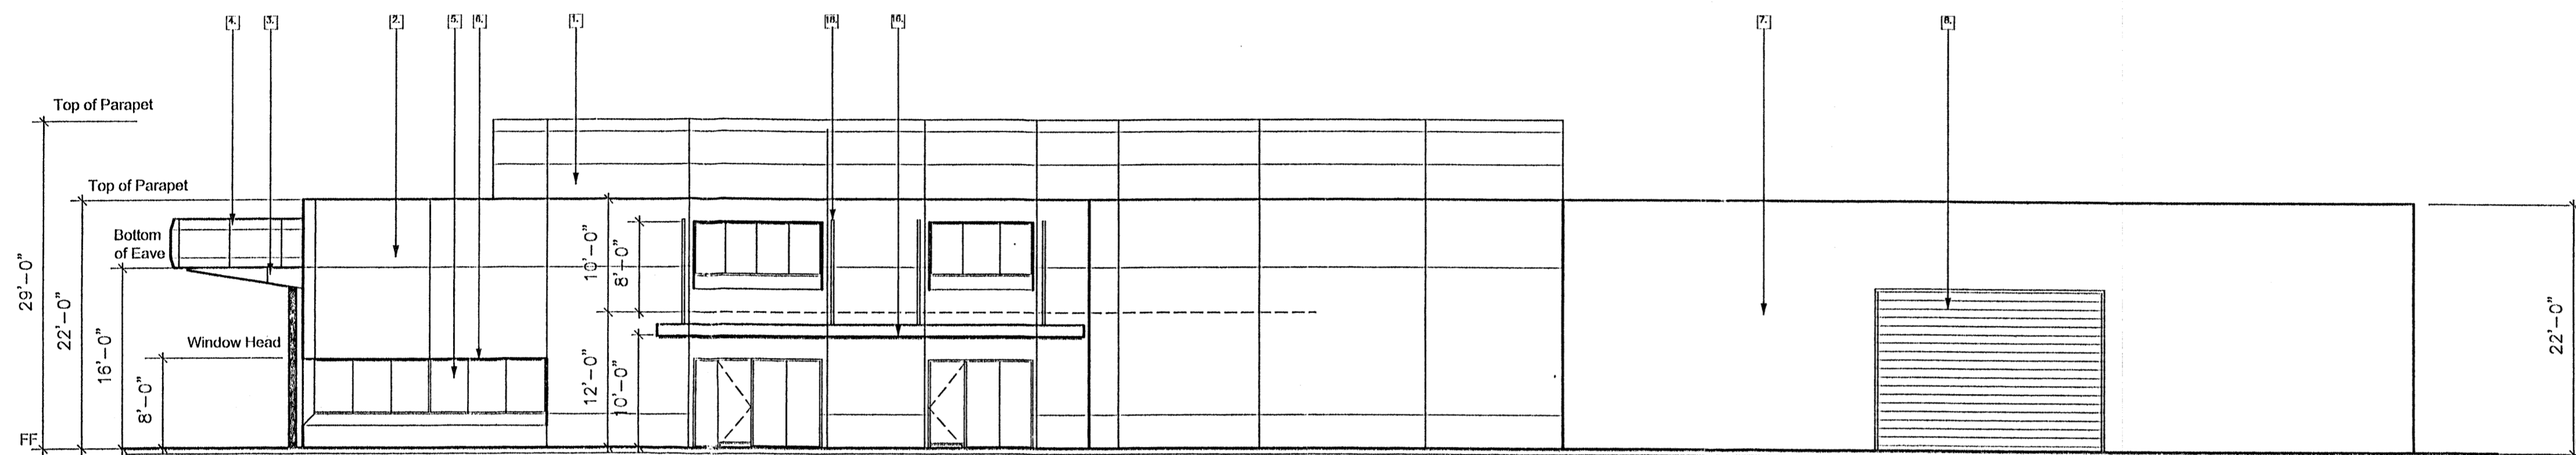 [4.] [3.] [2.] [5.] [6.] [1.] [16.] [7.] [8.]
Top of Parapet
Top of Parapet
Bottom
of Eave
Window Head
FF
29'-0"
22'-0"
16'-0"
8'-0"
10'-0"
8'-0"
12'-0"
10'-0"
22'-0"